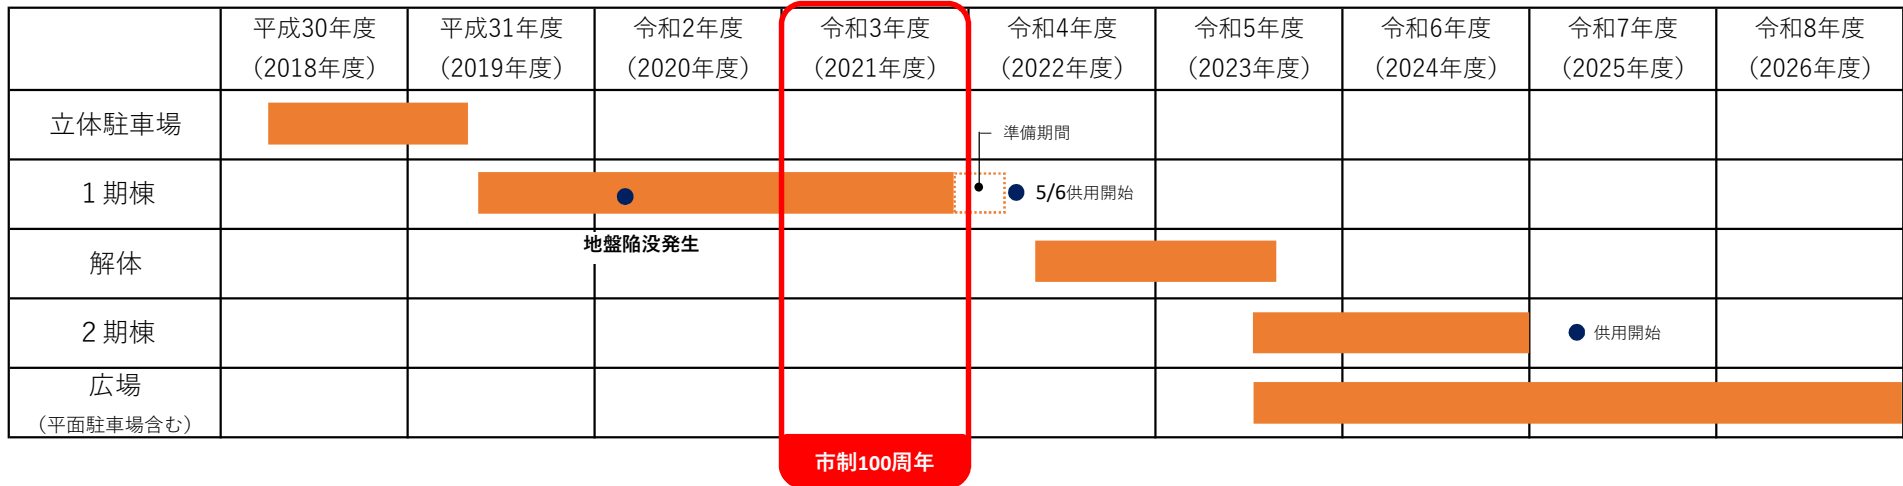 平成30年度
（2018年度）
平成31年度
（2019年度）
令和2年度
（2020年度）
令和3年度
（2021年度）
令和4年度
（2022年度）
令和5年度
（2023年度）
令和6年度
（2024年度）
令和7年度
（2025年度）
令和8年度
（2026年度）
立体駐車場
準備期間
１期棟
5/6供用開始
地盤陥没発生
解体
２期棟
供用開始
広場
（平面駐車場含む）
市制100周年